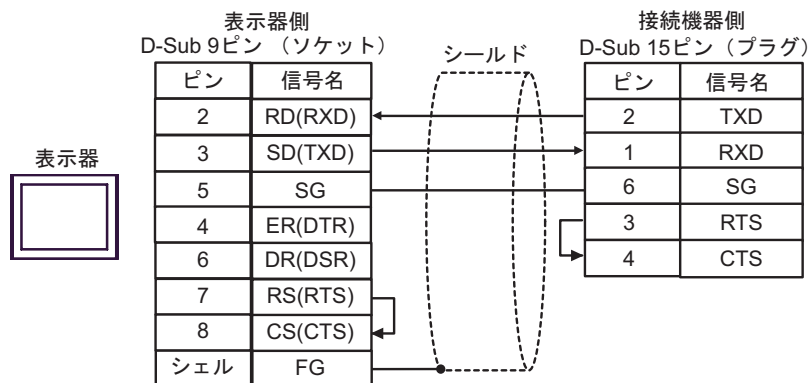 表示器側
D-Sub 9ピン （ソケット）
シールド
接続機器側
D-Sub 15ピン（プラグ）
表示器
ピン 信号名
2 RD(RXD)
3 SD(TXD)
5 SG
4 ER(DTR)
6 DR(DSR)
7 RS(RTS)
8 CS(CTS)
シェル FG
ピン 信号名
2 TXD
1 RXD
6 SG
3 RTS
4 CTS